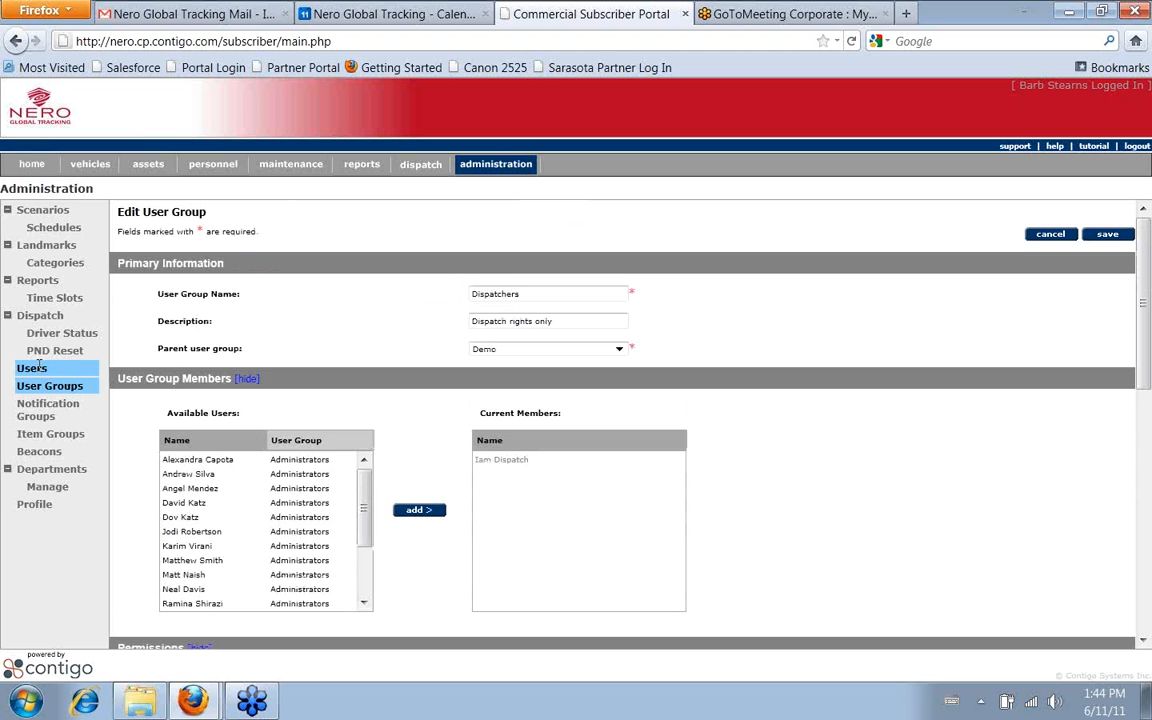 Firefox
Nero Global Tracking Mail - I...
Nero Global Tracking - Calen...
Commercial Subscriber Portal
GoToMeeting Corporate : My...
http://nero.cp.contigo.com/subscriber/main.php
Google
Most Visited
Salesforce
Portal Login
Partner Portal
Getting Started
Canon 2525
Sarasota Partner Log In
Bookmarks
[ Barb Stearns Logged In ]
NERO
GLOBAL TRACKING
support | help | tutorial | logout
home
vehicles
assets
personnel
maintenance
reports
dispatch
administration
Administration
Scenarios
Schedules
Landmarks
Categories
Reports
Time Slots
Dispatch
Driver Status
PND Reset
Users
User Groups
Notification
Groups
Item Groups
Beacons
Departments
Manage
Profile
powered by
contigo
Edit User Group
Fields marked with * are required.
cancel
save
Primary Information
User Group Name: Dispatchers *
Description: Dispatch rights only
Parent user group: Demo *
User Group Members [hide]
Available Users:
Name User Group
Alexandra Capota Administrators
Andrew Silva Administrators
Angel Mendez Administrators
David Katz Administrators
Dov Katz Administrators
Jodi Robertson Administrators
Karim Virani Administrators
Matthew Smith Administrators
Matt Naish Administrators
Neal Davis Administrators
Ramina Shirazi Administrators
add >
Current Members:
Name
Iam Dispatch
Permissions [hide]
© Contigo Systems Inc.
1:44 PM
6/11/11